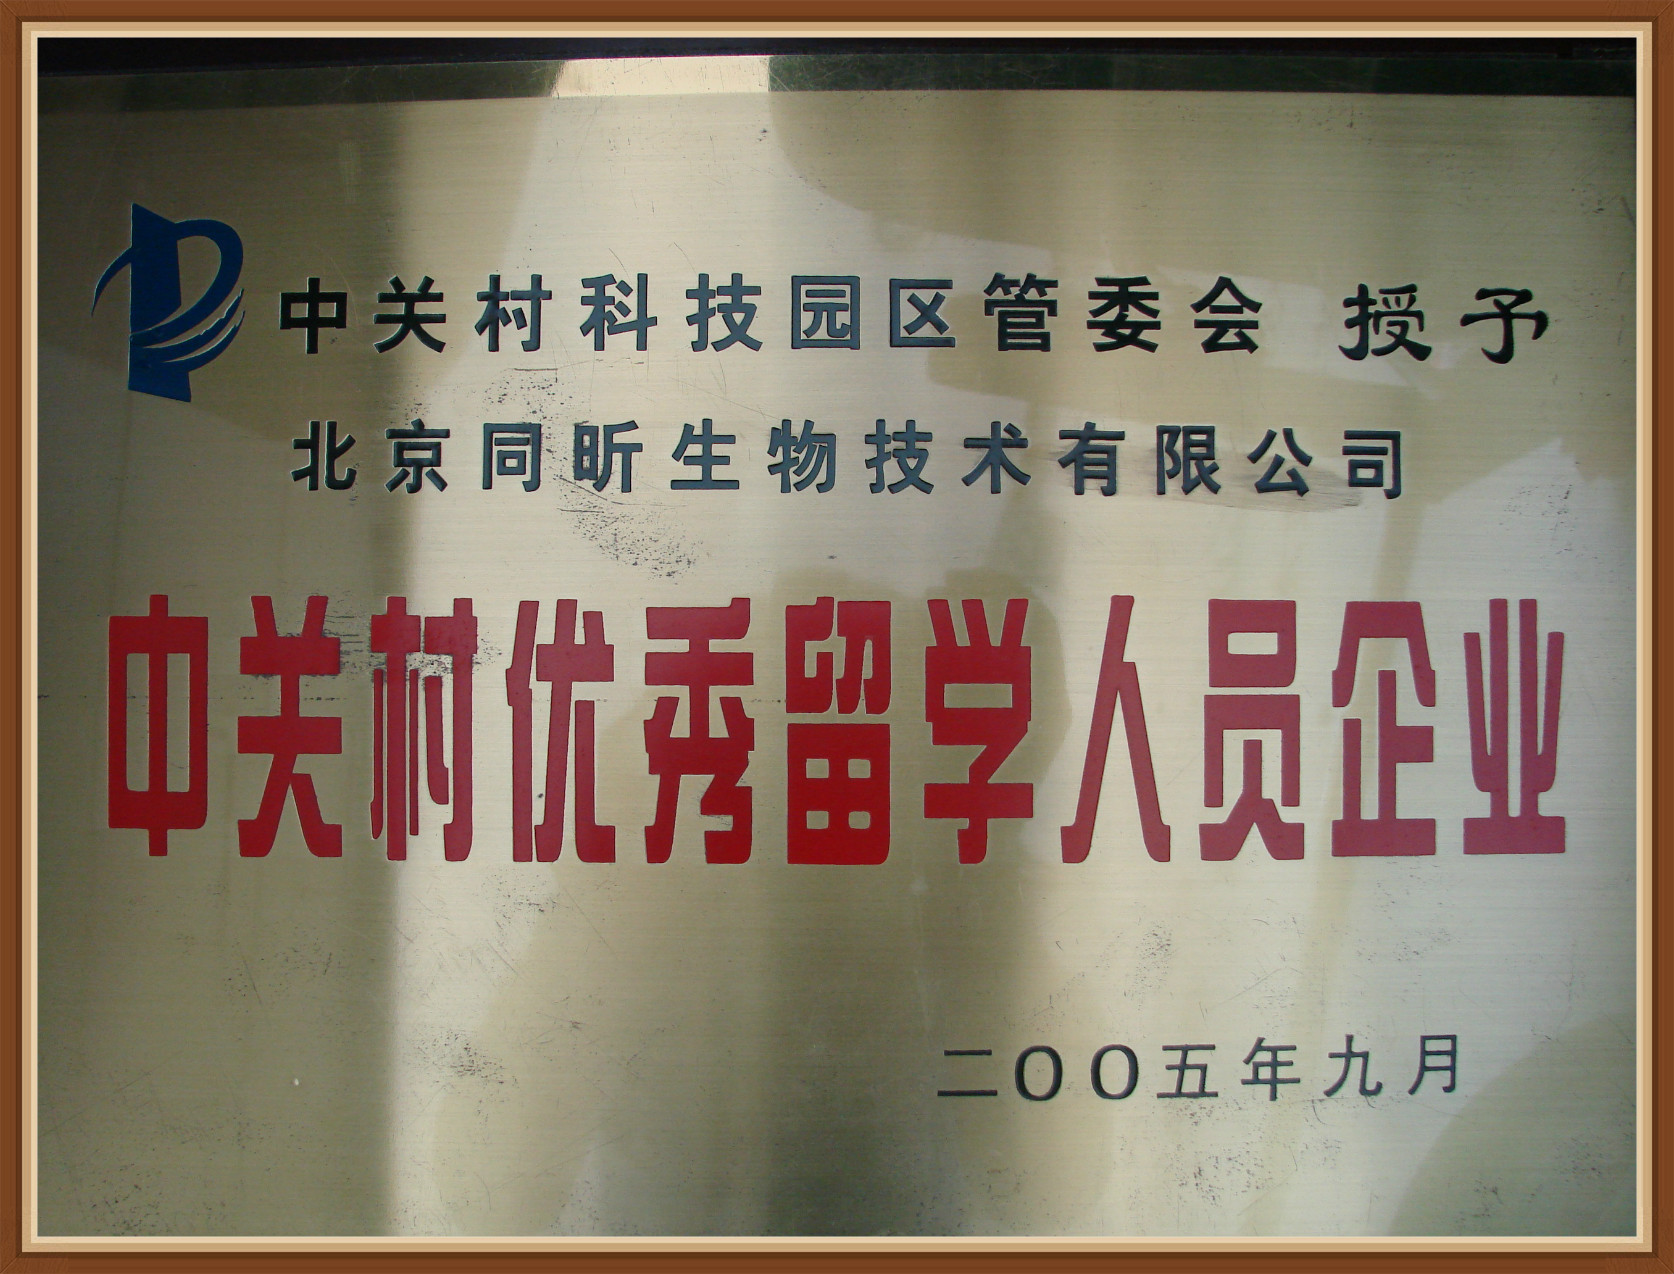 中关村科技园区管委会 授予
北京同昕生物技术有限公司
中关村优秀留学人员企业
二〇〇五年九月